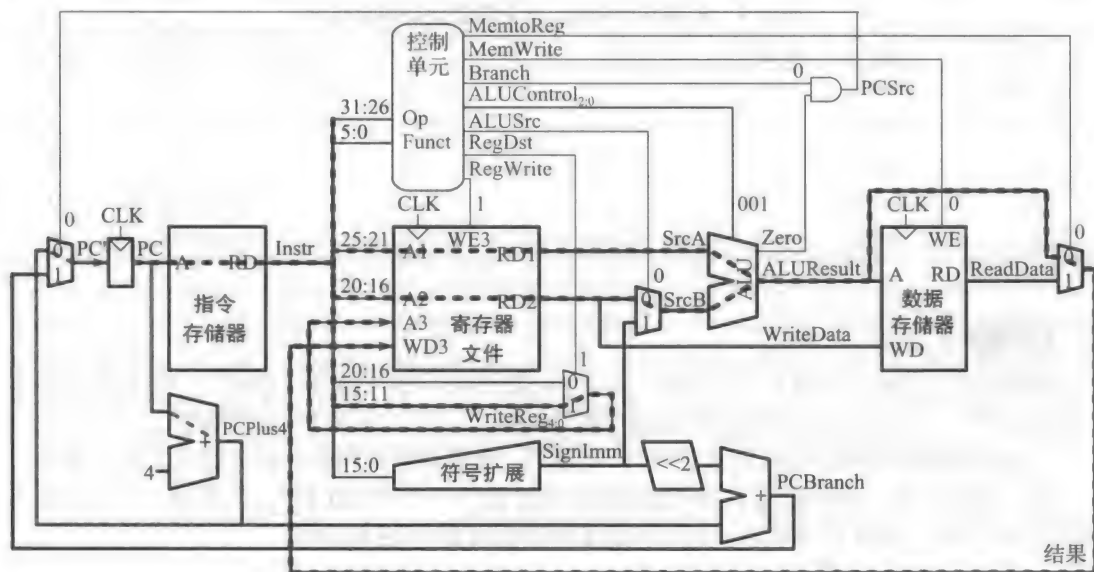 控制
单元
MemtoReg
MemWrite
Branch
0
PCSrc
ALUControl2:0
31:26
Op
ALUSrc
5:0
Funct
RegDst
RegWrite
0
CLK
CLK
1
001
CLK
0
0
25:21
A1
WE3
RD1
SrcA
Zero
WE
0
1
PC'
PC
A
RD
Instr
ALU
ALUResult
A
RD
ReadData
0
1
指令
存储器
20:16
A2
RD2
0
SrcB
0
1
数据
存储器
A3
寄存器
文件
WD3
WriteData
WD
20:16
0
1
15:11
1
WriteReg4:0
PCPlus4
+
4
SignImm
15:0
符号扩展
<<2
+
PCBranch
结果